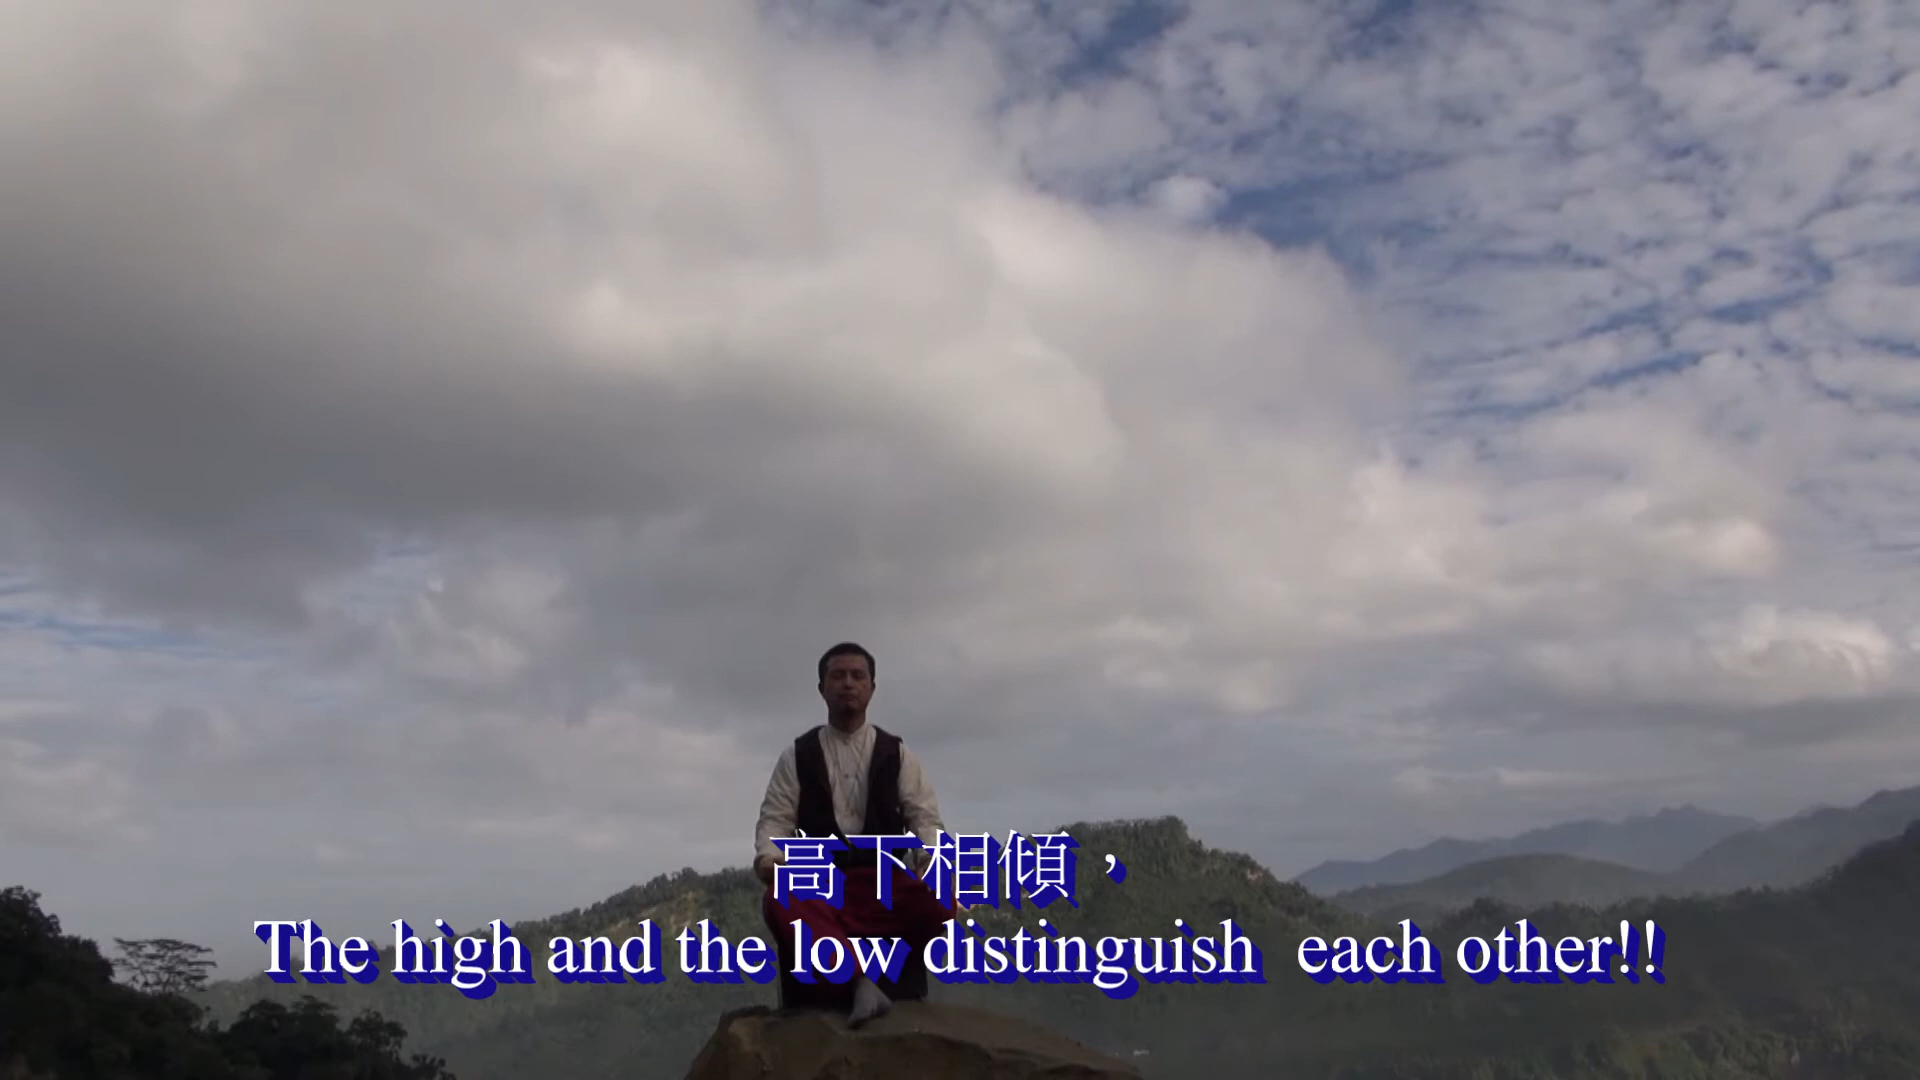 高下相傾，
The high and the low distinguish  each other!!